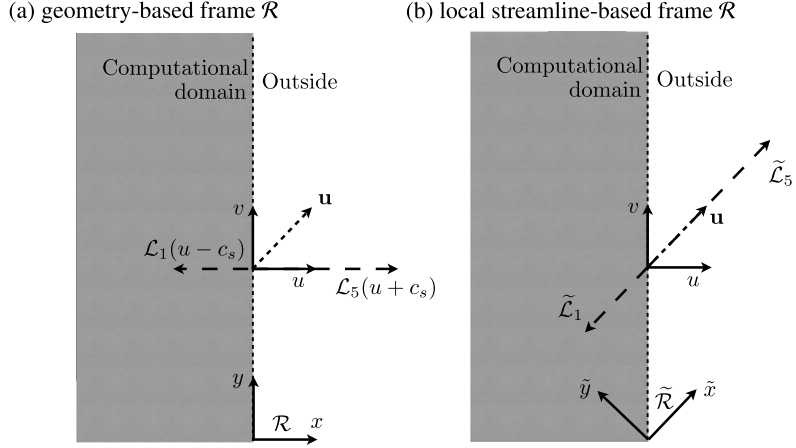 (a) geometry-based frame ℛ
Computational
domain
Outside
v
u
ℒ₁(u − cₛ)
u
ℒ₅(u + cₛ)
y
ℛ
x
(b) local streamline-based frame ℛ
Computational
domain
Outside
ℒ̃₅
v
u
u
ℒ̃₁
ỹ
ℛ̃
x̃